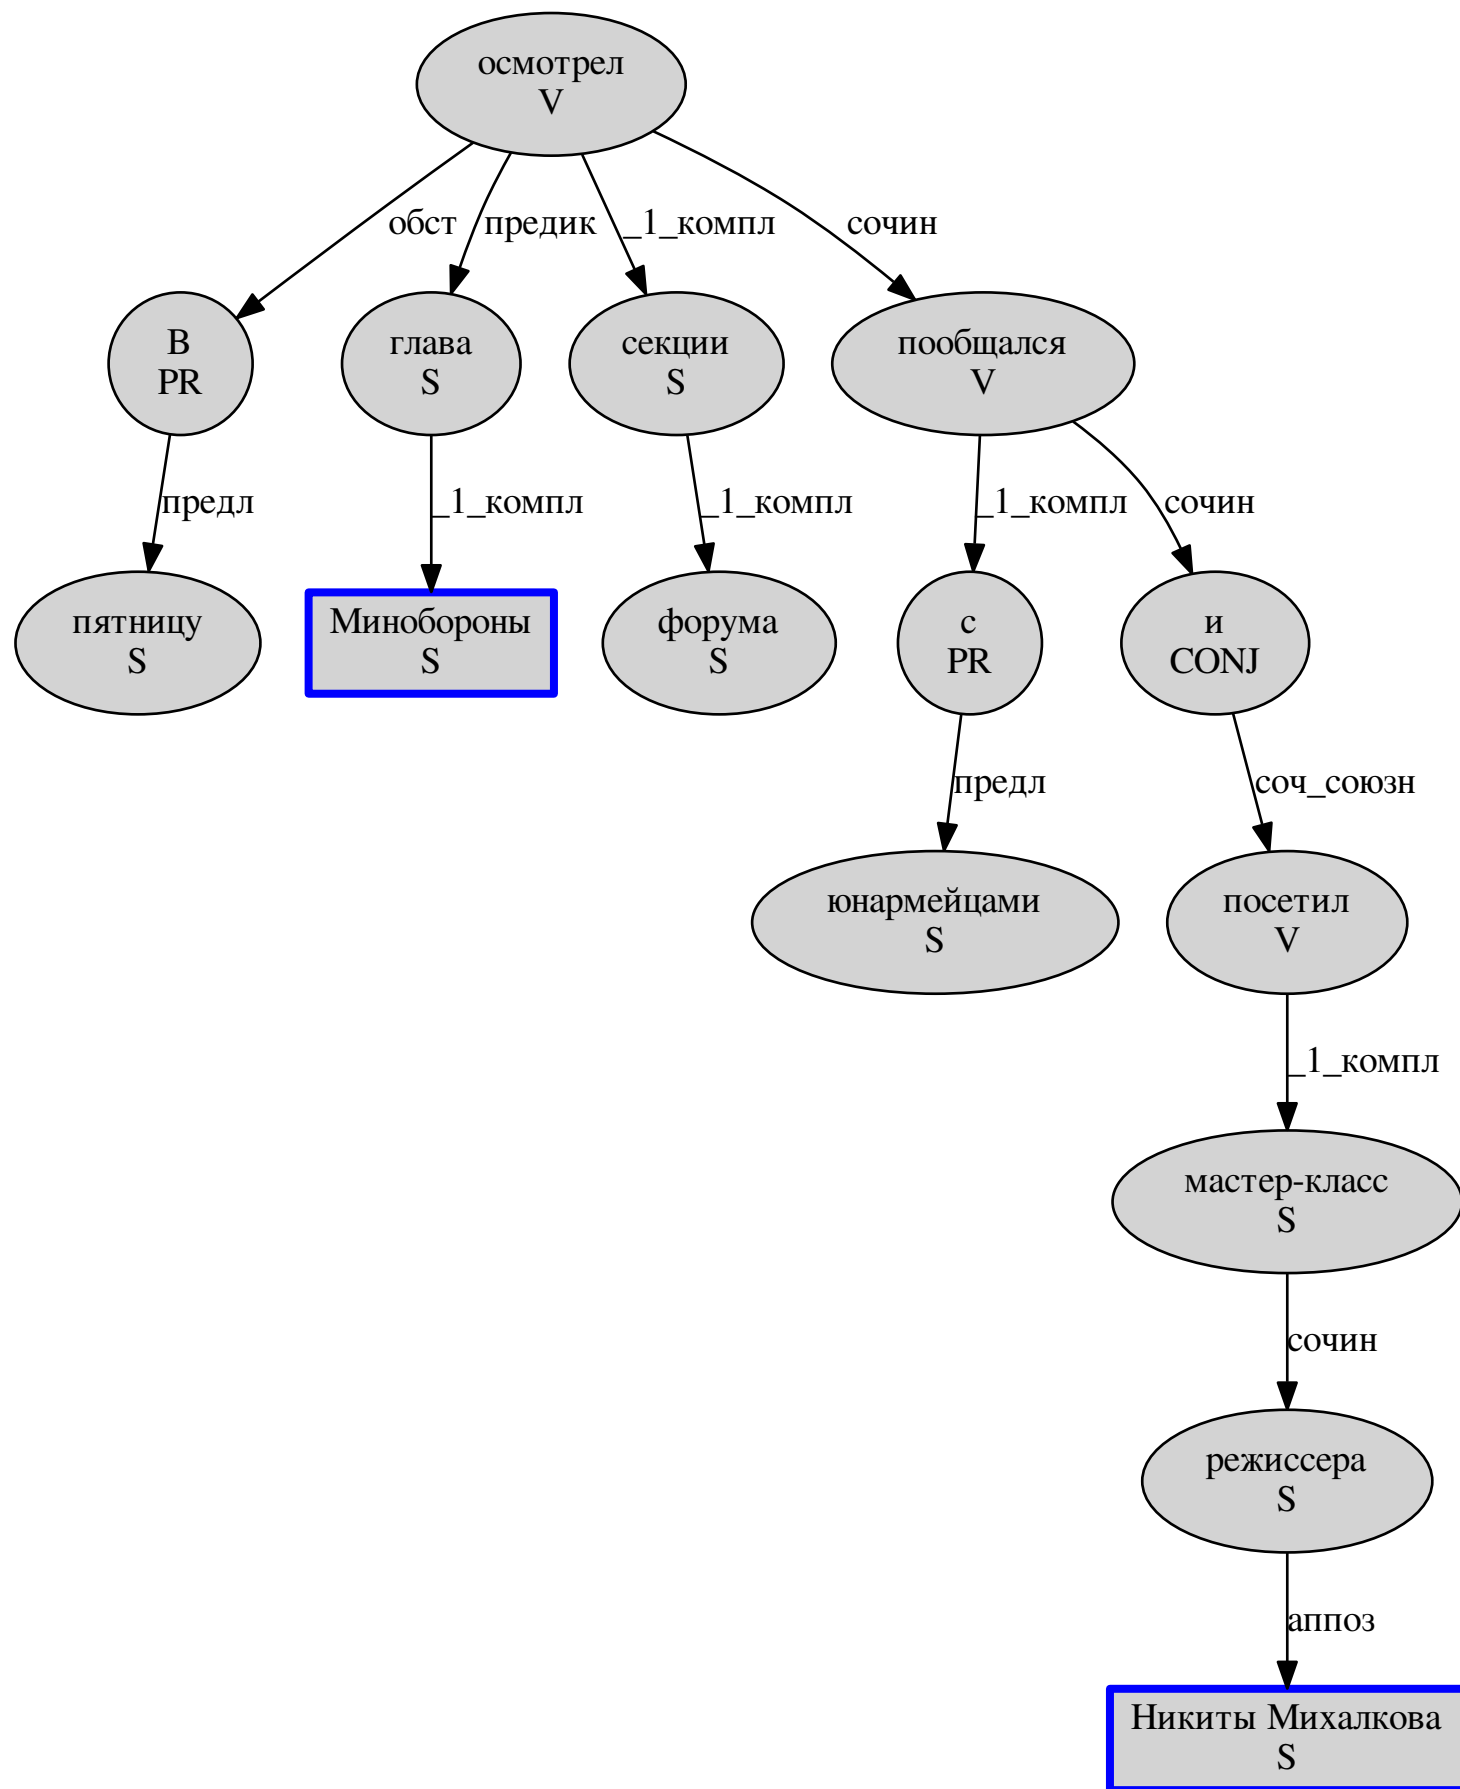 осмотрел
V
обст
предик
_1_компл
сочин
В
PR
глава
S
секции
S
пообщался
V
предл
_1_компл
_1_компл
_1_компл
сочин
пятницу
S
Минобороны
S
форума
S
с
PR
и
CONJ
предл
соч_союзн
юнармейцами
S
посетил
V
_1_компл
мастер-класс
S
сочин
режиссера
S
аппоз
Никиты Михалкова
S